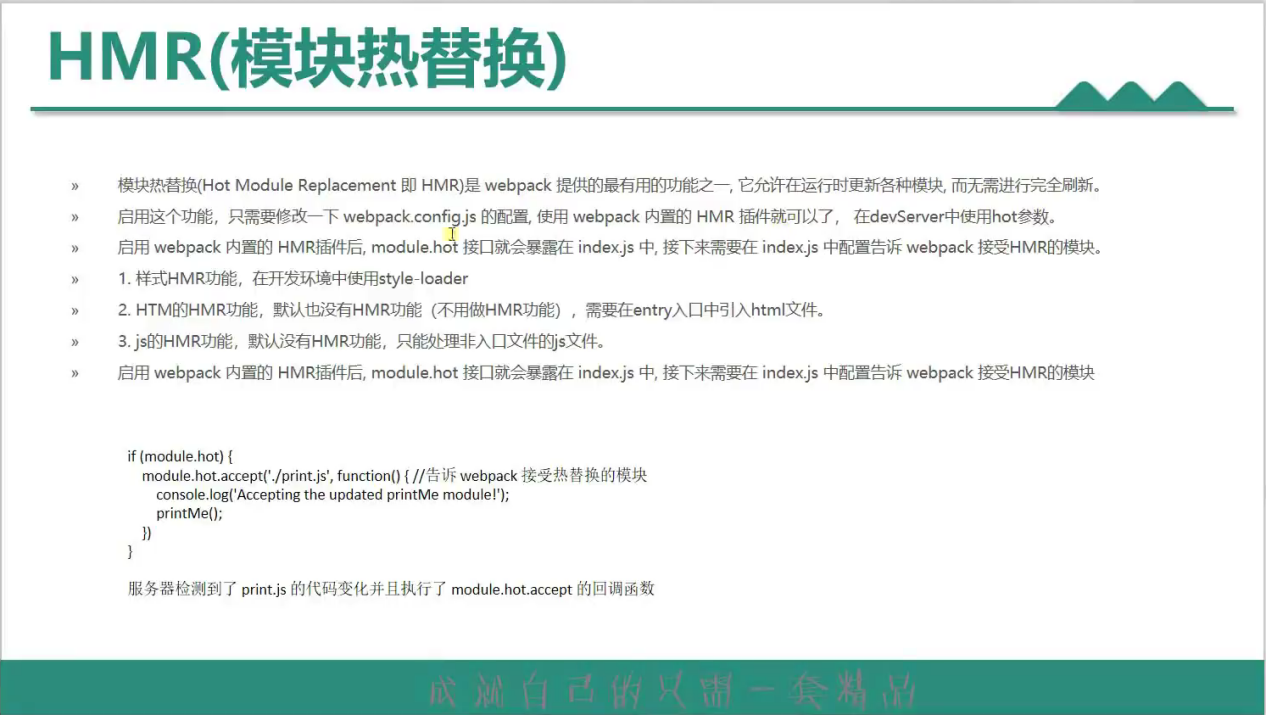 HMR(模块热替换)
» 模块热替换(Hot Module Replacement 即 HMR)是 webpack 提供的最有用的功能之一, 它允许在运行时更新各种模块, 而无需进行完全刷新。
» 启用这个功能，只需要修改一下 webpack.config.js 的配置, 使用 webpack 内置的 HMR 插件就可以了， 在devServer中使用hot参数。
» 启用 webpack 内置的 HMR插件后, module.hot 接口就会暴露在 index.js 中, 接下来需要在 index.js 中配置告诉 webpack 接受HMR的模块。
» 1. 样式HMR功能，在开发环境中使用style-loader
» 2. HTM的HMR功能，默认也没有HMR功能（不用做HMR功能），需要在entry入口中引入html文件。
» 3. js的HMR功能，默认没有HMR功能，只能处理非入口文件的js文件。
» 启用 webpack 内置的 HMR插件后, module.hot 接口就会暴露在 index.js 中, 接下来需要在 index.js 中配置告诉 webpack 接受HMR的模块
if (module.hot) {
module.hot.accept('./print.js', function() { //告诉 webpack 接受热替换的模块
console.log('Accepting the updated printMe module!');
printMe();
})
}
服务器检测到了 print.js 的代码变化并且执行了 module.hot.accept 的回调函数
成就自己的只需一套精品